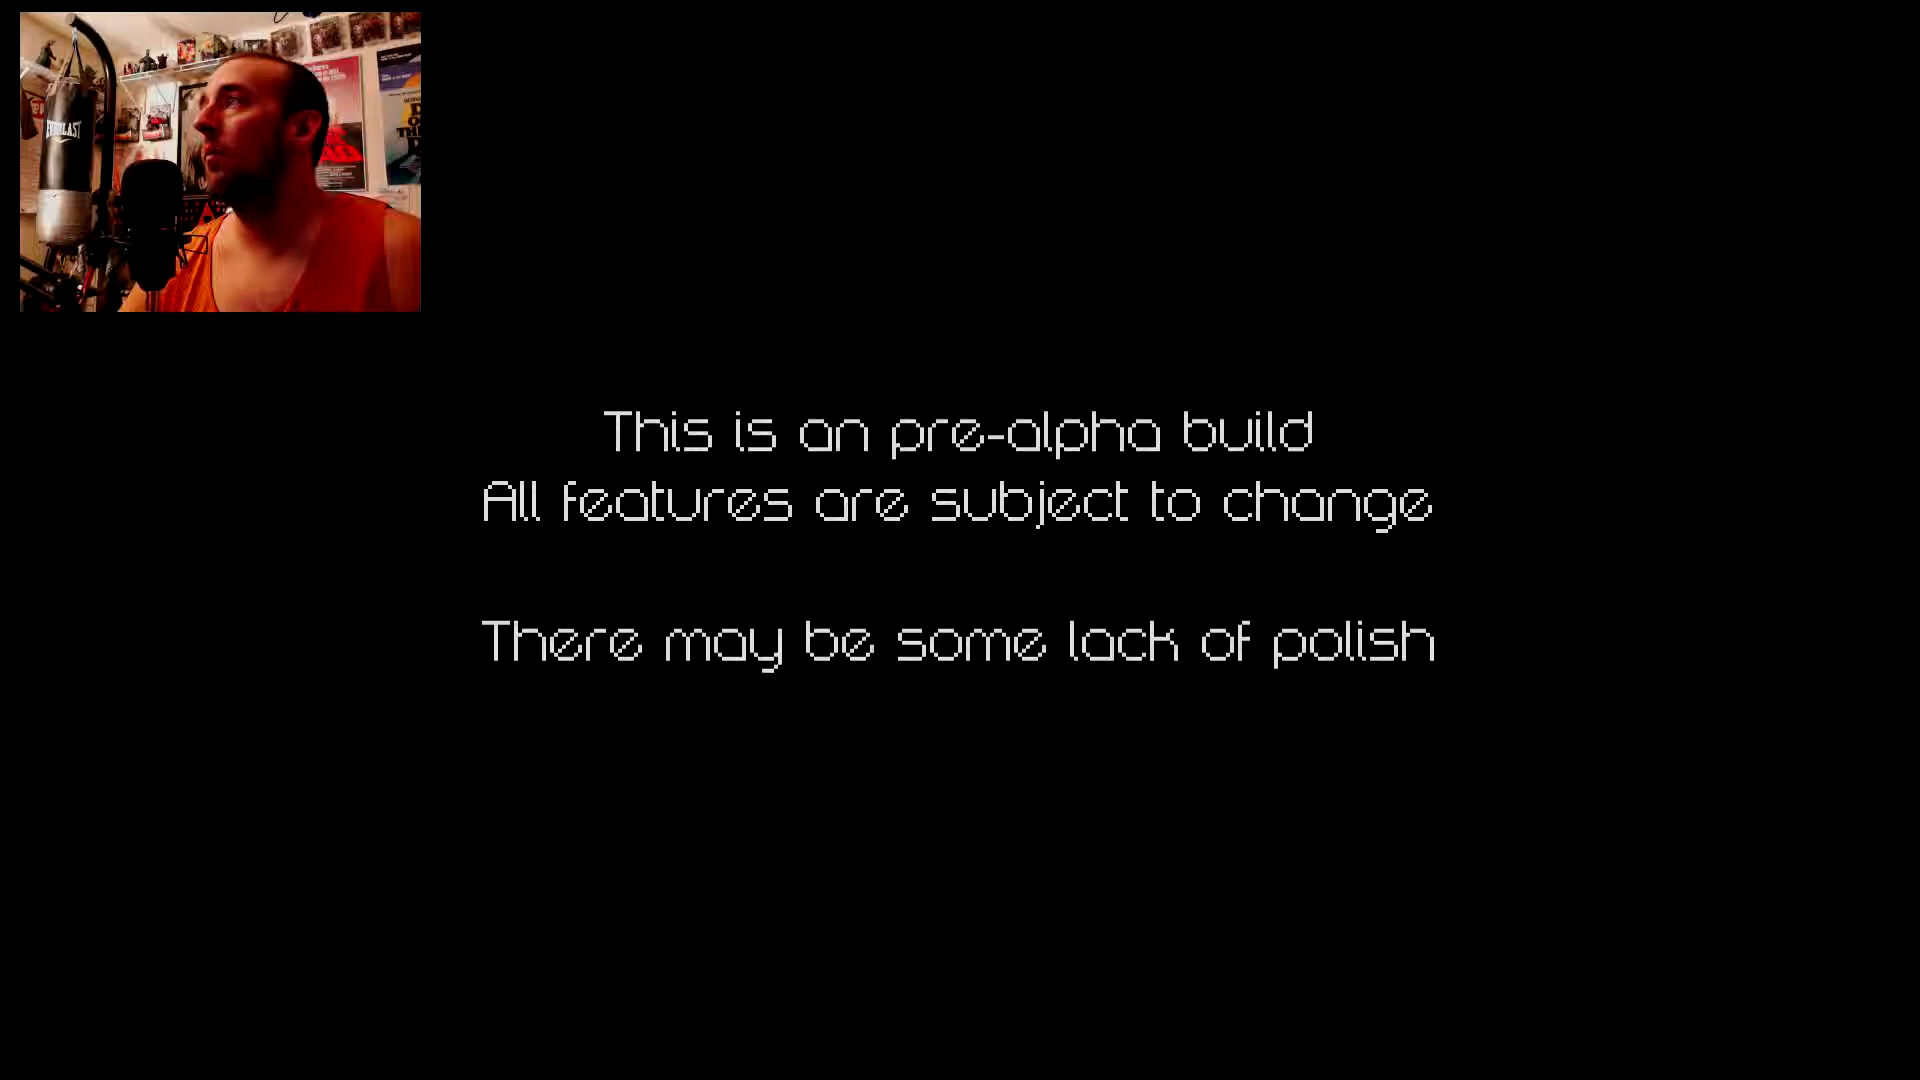 EVERLAST
This is an pre-alpha build
All features are subject to change
There may be some lack of polish